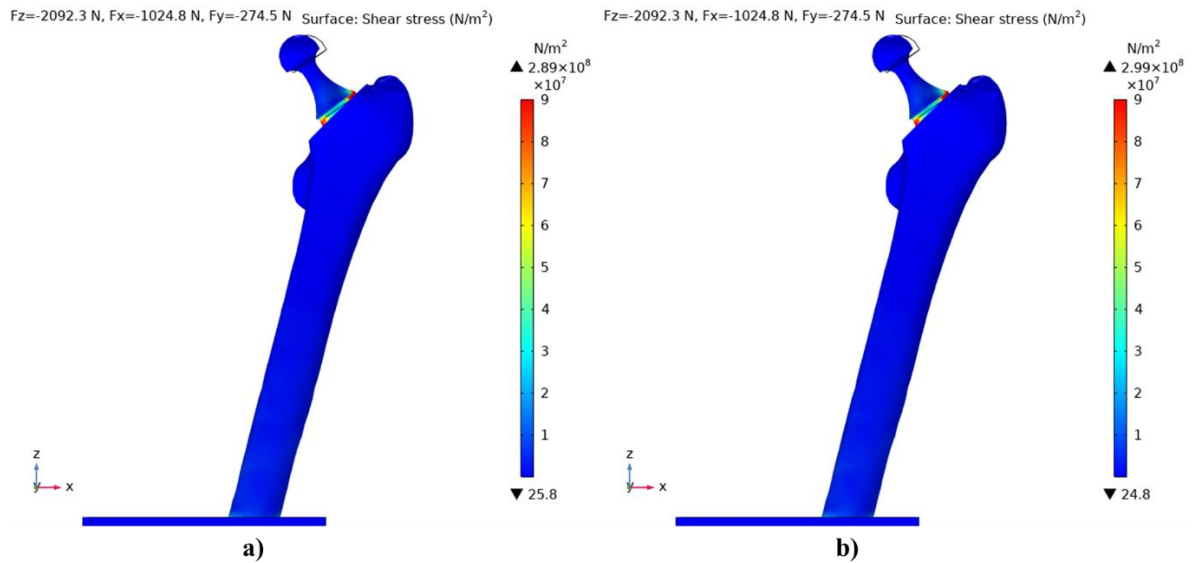 Fz=-2092.3 N, Fx=-1024.8 N, Fy=-274.5 N Surface: Shear stress (N/m²)
N/m²
▲ 2.89×10⁸
×10⁷
9
8
7
6
5
4
3
2
1
▼ 25.8
z
y
x
a)
Fz=-2092.3 N, Fx=-1024.8 N, Fy=-274.5 N Surface: Shear stress (N/m²)
N/m²
▲ 2.99×10⁸
×10⁷
9
8
7
6
5
4
3
2
1
▼ 24.8
z
y
x
b)